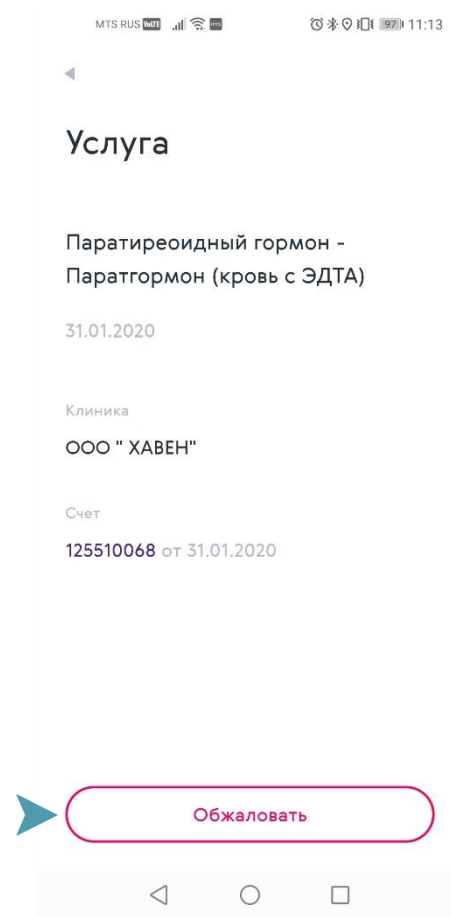 MTS RUS VoLTE 97 11:13
Услуга
Паратиреоидный гормон -
Паратгормон (кровь с ЭДТА)
31.01.2020
Клиника
ООО " ХАВЕН"
Счет
125510068 от 31.01.2020
Обжаловать